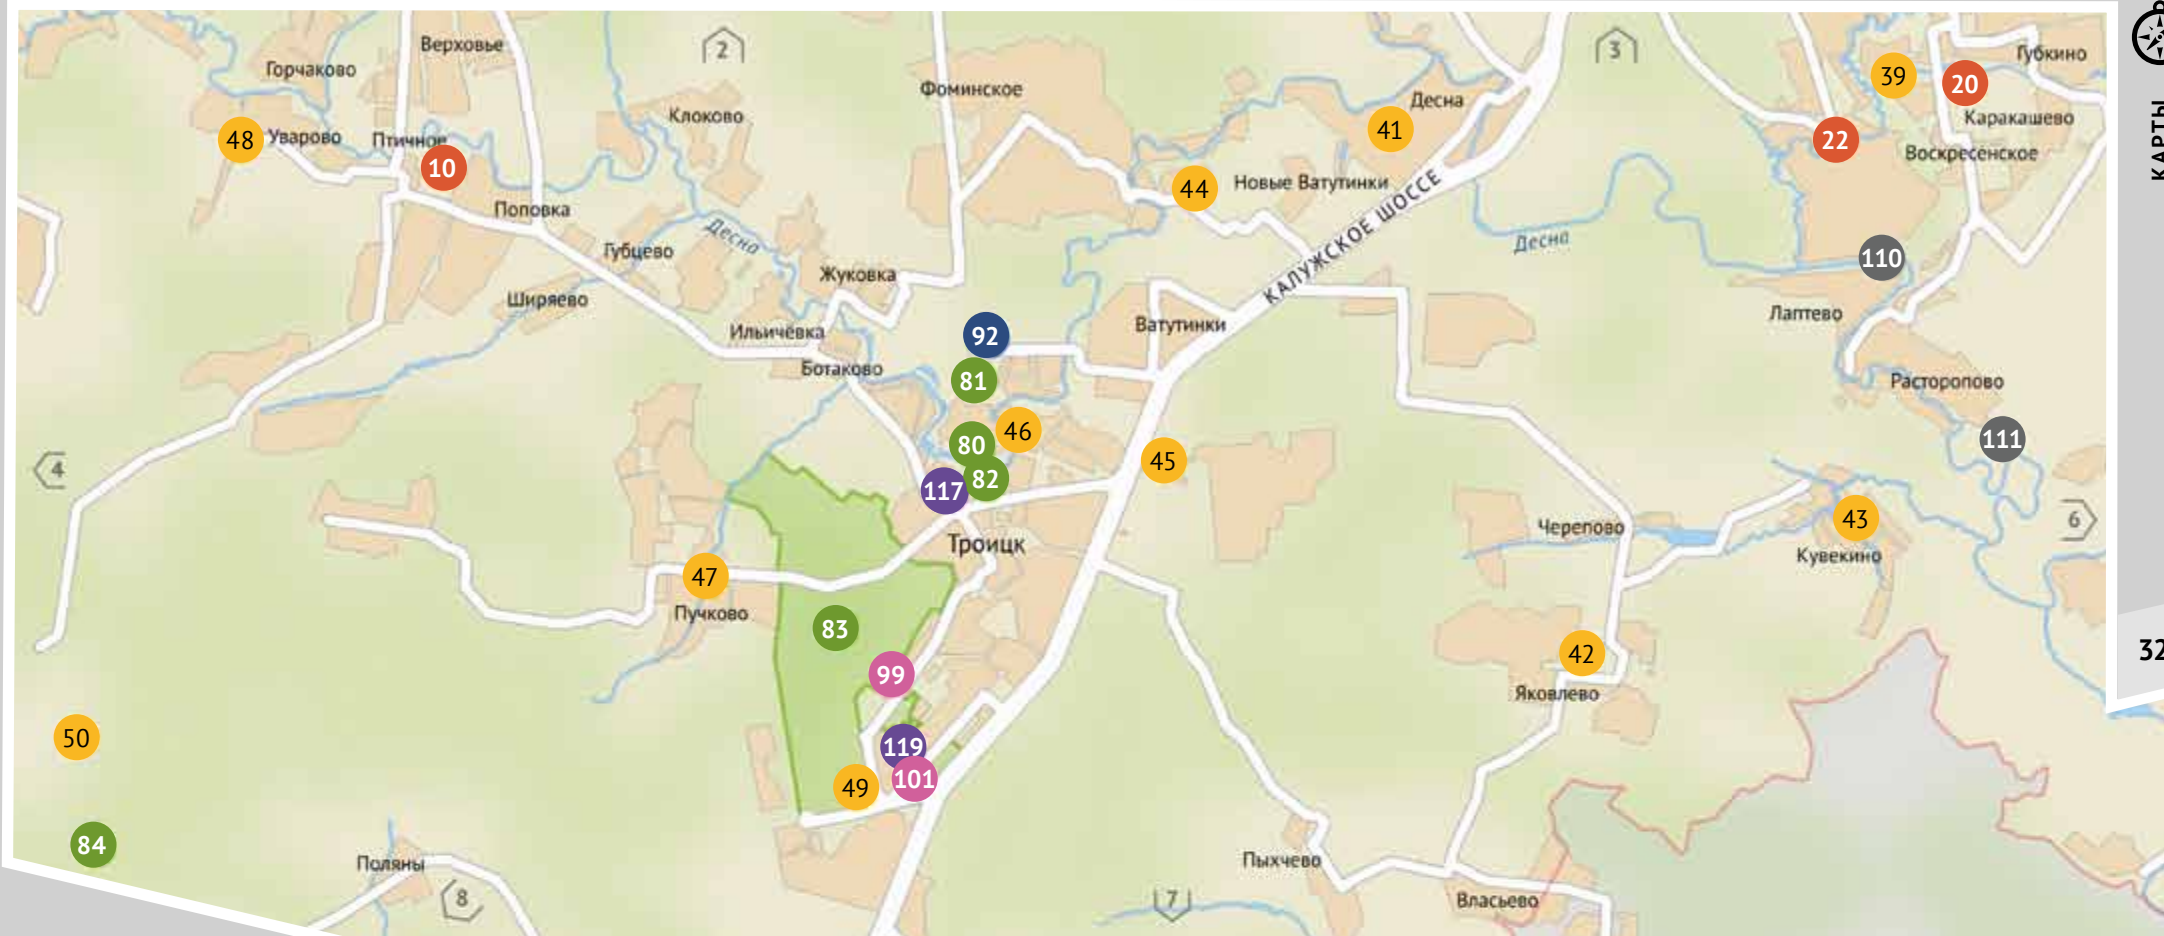 Верховье
2
3
Губкино
Горчаково
39
20
Фоминское
Десна
Клоково
Каракашево
41
КАРТЫ
48
Уварово
Птичное
22
10
Воскресенское
44
Новые Ватутинки
Поповка
КАЛУЖСКОЕ ШОССЕ
Десна
Десна
Губцево
110
Жуковка
Ширяево
Лаптево
Ильичёвка
92
Ватутинки
Ботаково
81
Расторопово
46
80
111
4
45
82
117
6
43
Черепово
Троицк
Кувекино
47
Пучково
83
42
32
99
Яковлево
50
119
101
49
84
Поляны
Пыхчево
8
7
Власьево